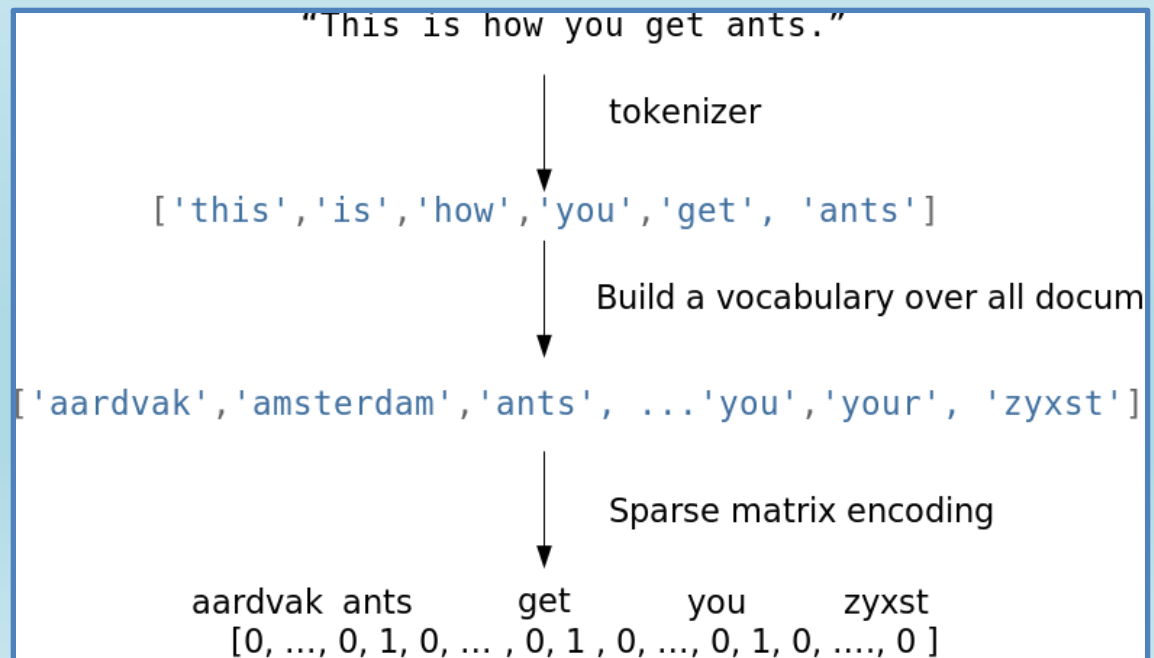 “This is how you get ants.”
tokenizer
['this','is','how','you','get', 'ants']
Build a vocabulary over all docum
['aardvak','amsterdam','ants', ...'you','your', 'zyxst']
Sparse matrix encoding
aardvak ants get you zyxst
[0, ..., 0, 1, 0, ... , 0, 1 , 0, ..., 0, 1, 0, ...., 0 ]